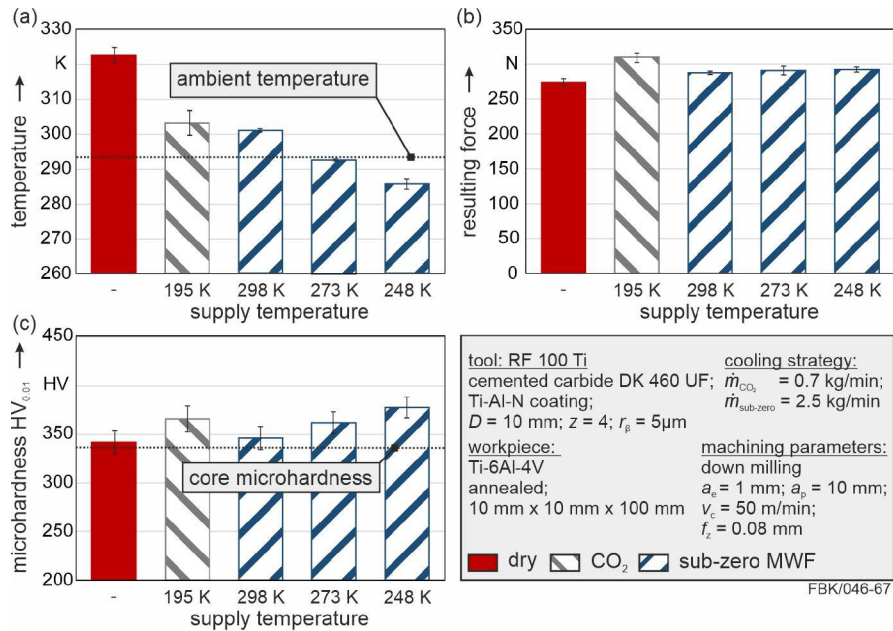 (a)
330
K
310
300
290
280
270
260
temperature
ambient temperature
- 195 K 298 K 273 K 248 K
supply temperature
(b)
350
N
250
200
150
100
50
0
resulting force
- 195 K 298 K 273 K 248 K
supply temperature
(c)
450
HV
350
300
250
200
microhardness HV0.01
core microhardness
- 195 K 298 K 273 K 248 K
supply temperature
tool: RF 100 Ti
cemented carbide DK 460 UF;
Ti-Al-N coating;
D = 10 mm; z = 4; rβ = 5µm
cooling strategy:
ṁCO₂ = 0.7 kg/min;
ṁsub-zero = 2.5 kg/min
workpiece:
Ti-6Al-4V
annealed;
10 mm x 10 mm x 100 mm
machining parameters:
down milling
aₑ = 1 mm; aₚ = 10 mm;
v꜀ = 50 m/min;
f_z = 0.08 mm
dry CO₂ sub-zero MWF
FBK/046-67